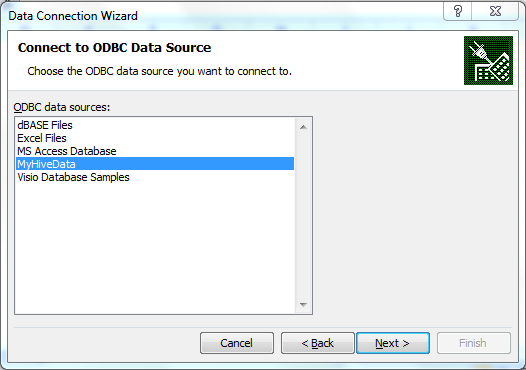 Data Connection Wizard
Connect to ODBC Data Source
Choose the ODBC data source you want to connect to.
ODBC data sources:
dBASE Files
Excel Files
MS Access Database
MyHiveData
Visio Database Samples
Cancel
< Back
Next >
Finish